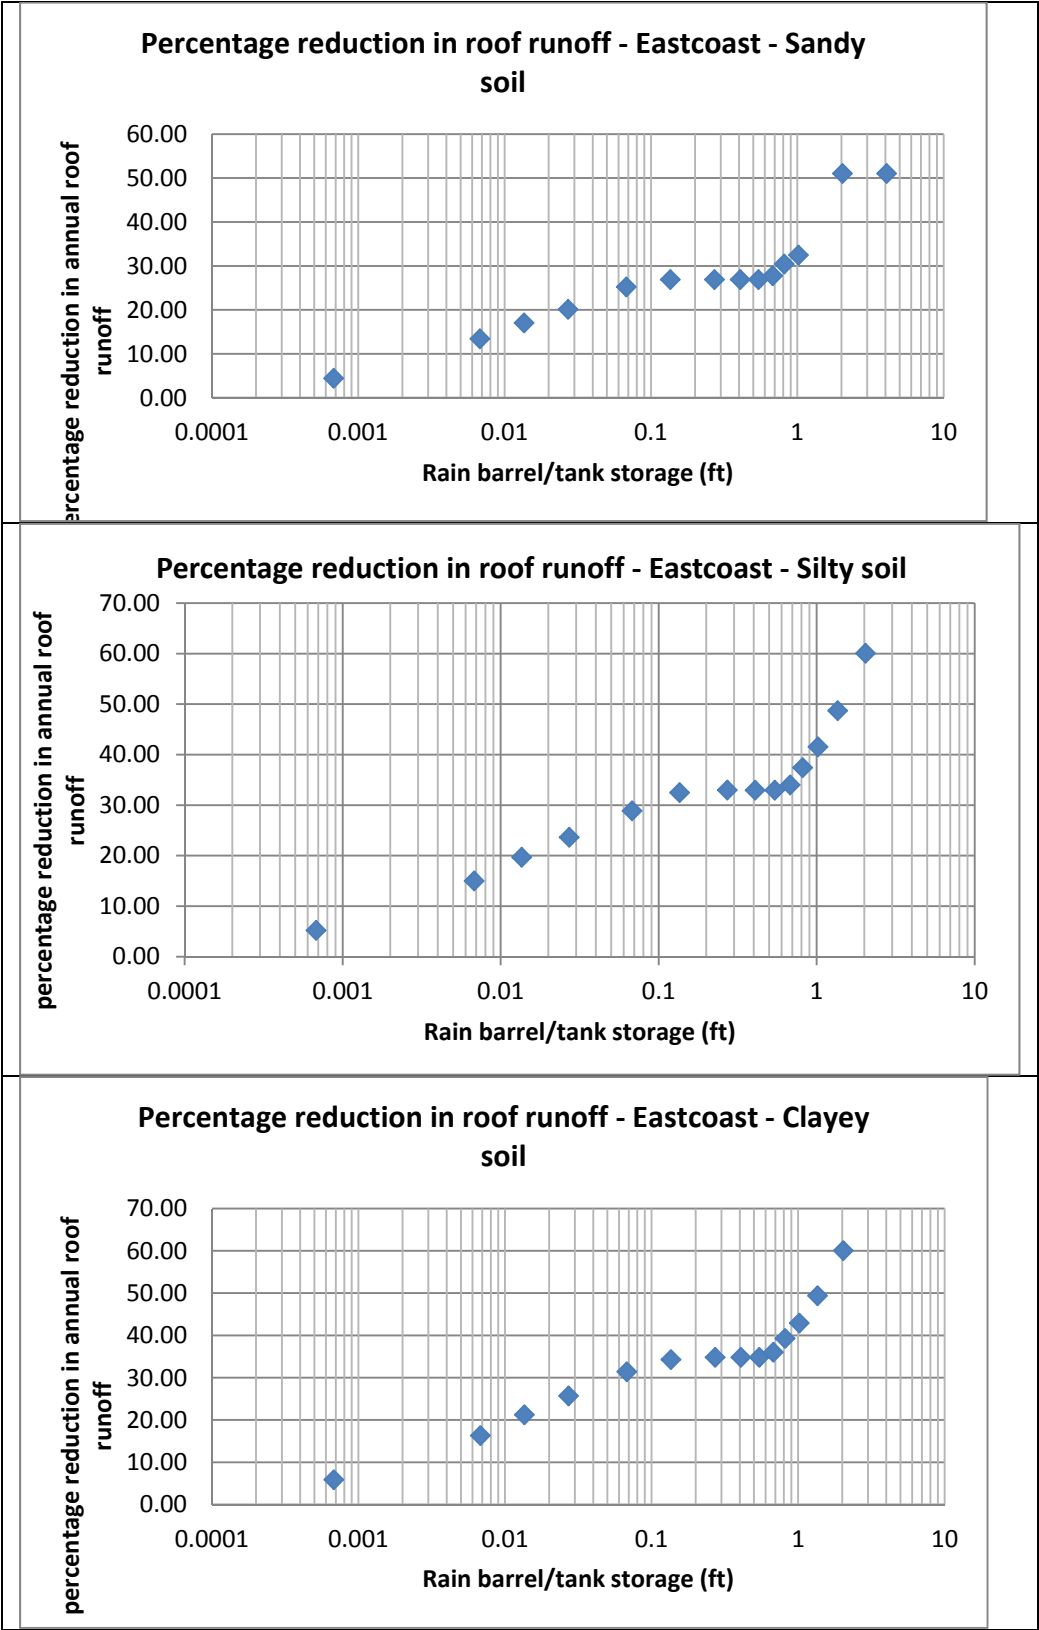 Percentage reduction in roof runoff - Eastcoast - Sandy
soil
ercentage reduction in annual roof
runoff
60.00
50.00
40.00
30.00
20.00
10.00
0.00
0.0001 0.001 0.01 0.1 1 10
Rain barrel/tank storage (ft)
Percentage reduction in roof runoff - Eastcoast - Silty soil
percentage reduction in annual roof
runoff
70.00
60.00
50.00
40.00
30.00
20.00
10.00
0.00
0.0001 0.001 0.01 0.1 1 10
Rain barrel/tank storage (ft)
Percentage reduction in roof runoff - Eastcoast - Clayey
soil
percentage reduction in annual roof
runoff
70.00
60.00
50.00
40.00
30.00
20.00
10.00
0.00
0.0001 0.001 0.01 0.1 1 10
Rain barrel/tank storage (ft)